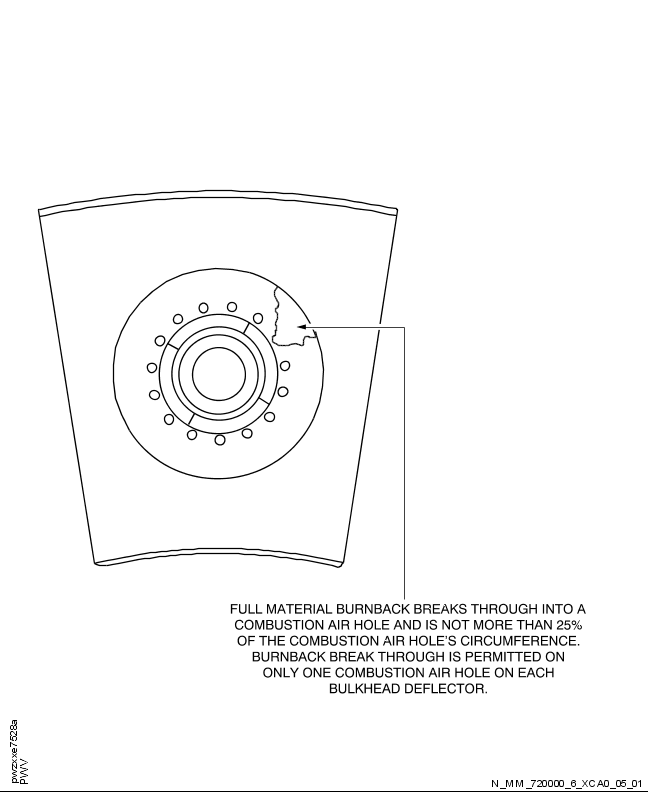 FULL MATERIAL BURNBACK BREAKS THROUGH INTO A
COMBUSTION AIR HOLE AND IS NOT MORE THAN 25%
OF THE COMBUSTION AIR HOLE'S CIRCUMFERENCE.
BURNBACK BREAK THROUGH IS PERMITTED ON
ONLY ONE COMBUSTION AIR HOLE ON EACH
BULKHEAD DEFLECTOR.
pwzxxe7528a
PWV
N_MM_720000_6_XCA0_05_01